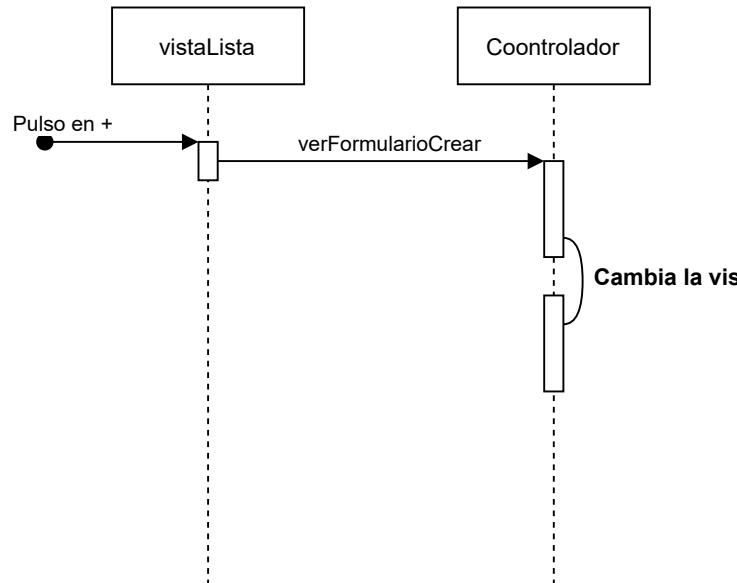 vistaLista
Coontrolador
Pulso en +
verFormularioCrear
Cambia la vis